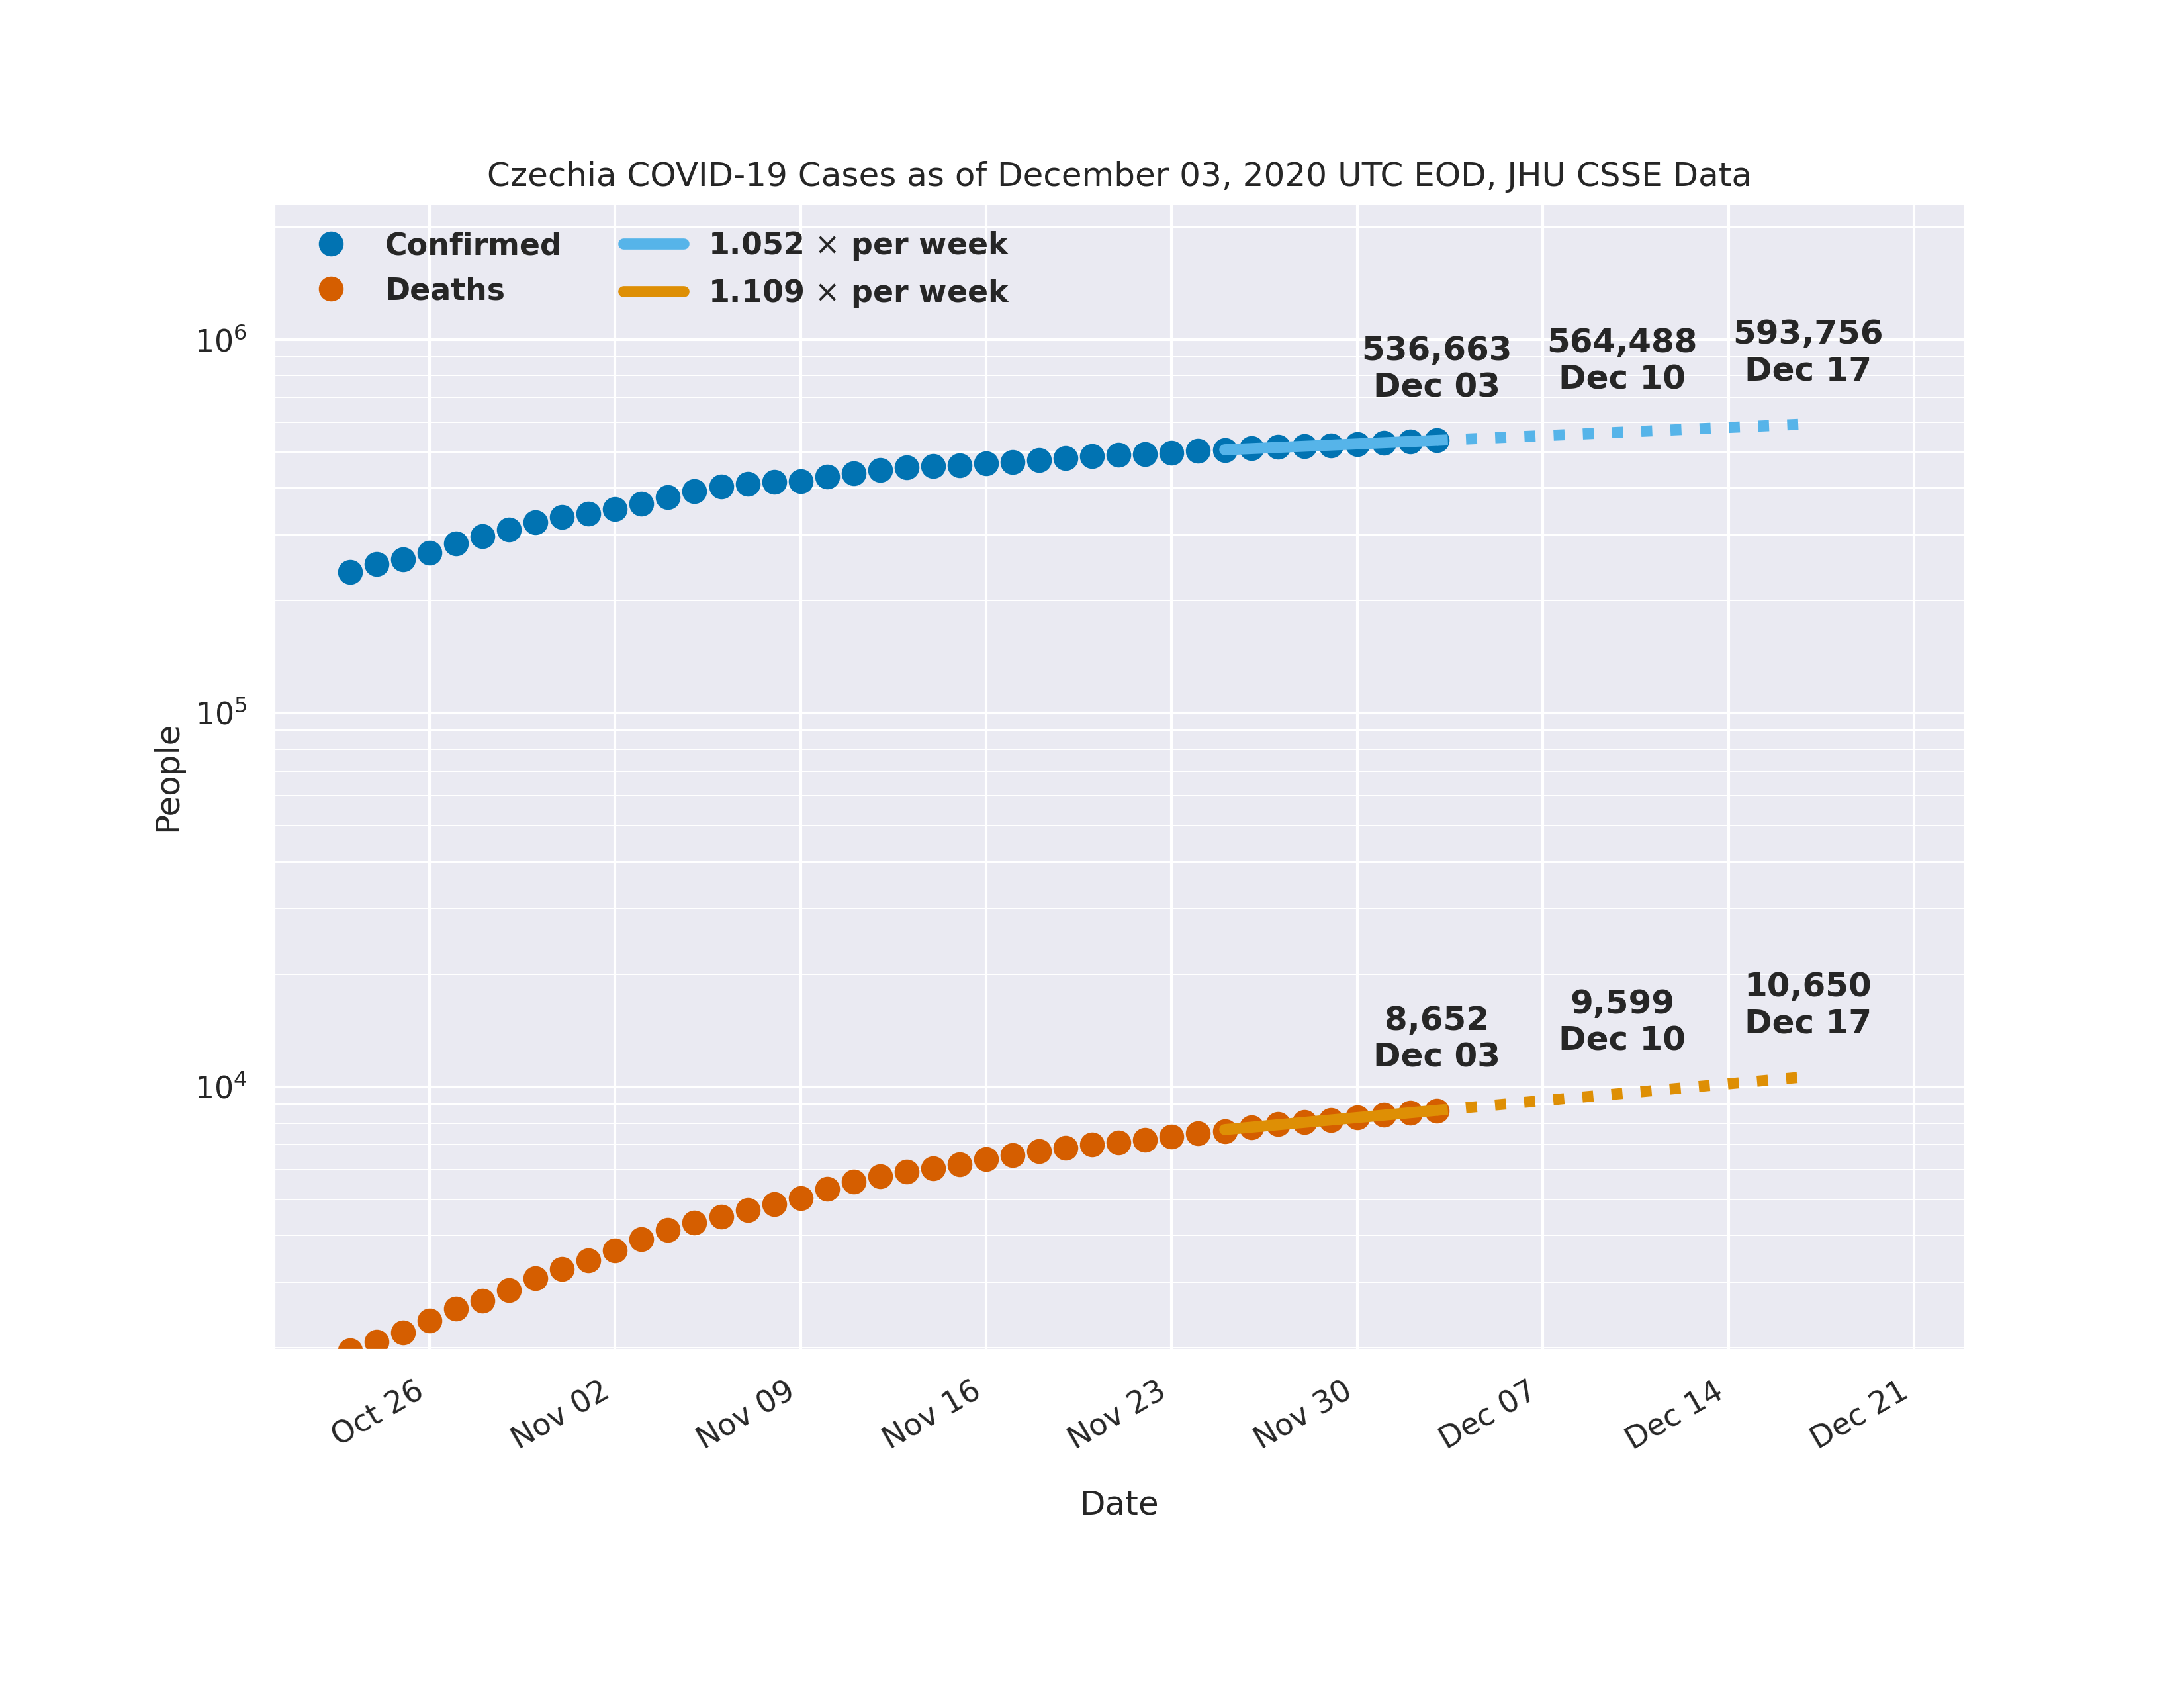 Czechia COVID-19 Cases as of December 03, 2020 UTC EOD, JHU CSSE Data
Confirmed
Deaths
1.052 × per week
1.109 × per week
536,663
Dec 03
564,488
Dec 10
593,756
Dec 17
8,652
Dec 03
9,599
Dec 10
10,650
Dec 17
10⁶
10⁵
10⁴
People
Oct 26
Nov 02
Nov 09
Nov 16
Nov 23
Nov 30
Dec 07
Dec 14
Dec 21
Date